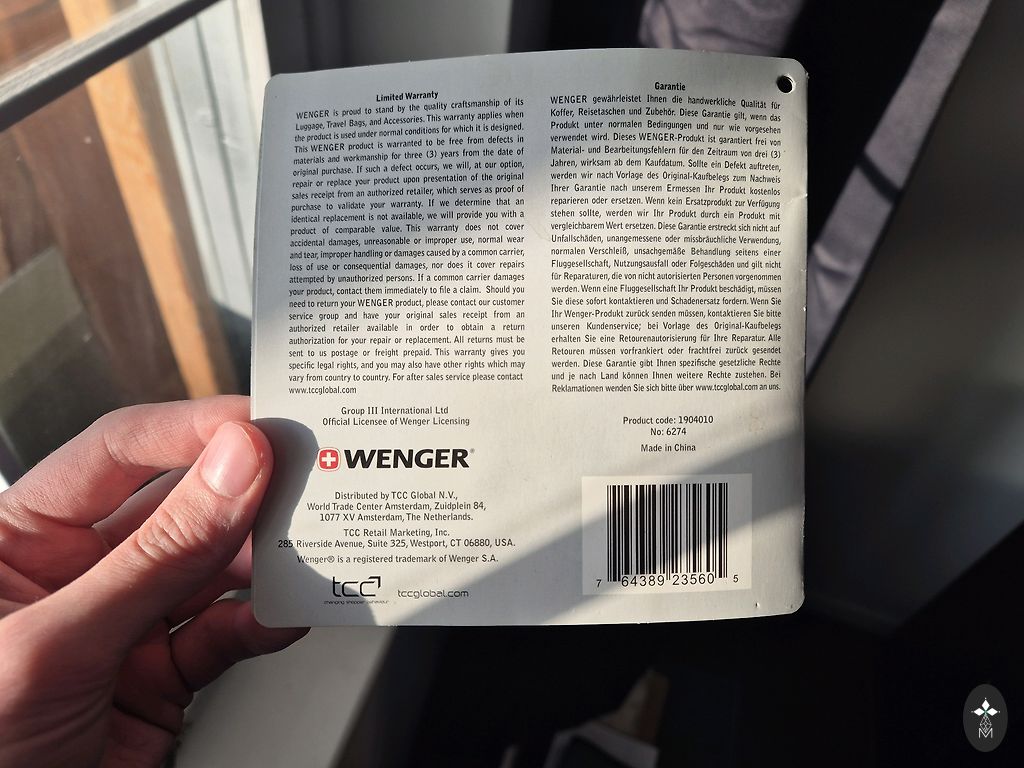 Limited Warranty
WENGER is proud to stand by the quality craftsmanship of its
Luggage, Travel Bags, and Accessories. This warranty applies when
the product is used under normal conditions for which it is designed.
This WENGER product is warranted to be free from defects in
materials and workmanship for three (3) years from the date of
original purchase. If such a defect occurs, we will, at our option,
repair or replace your product upon presentation of the original
sales receipt from an authorized retailer, which serves as proof of
purchase to validate your warranty. If we determine that an
identical replacement is not available, we will provide you with a
product of comparable value. This warranty does not cover
accidental damages, unreasonable or improper use, normal wear
and tear, improper handling or damages caused by a common carrier,
loss of use or consequential damages, nor does it cover repairs
attempted by unauthorized persons. If a common carrier damages
your product, contact them immediately to file a claim. Should you
need to return your WENGER product, please contact our customer
service group and have your original sales receipt from an
authorized retailer available in order to obtain a return
authorization for your repair or replacement. All returns must be
sent to us postage or freight prepaid. This warranty gives you
specific legal rights, and you may also have other rights which may
vary from country to country. For after sales service please contact
www.tccglobal.com
Group III International Ltd
Official Licensee of Wenger Licensing
WENGER®
Distributed by TCC Global N.V.,
World Trade Center Amsterdam, Zuidplein 84,
1077 XV Amsterdam, The Netherlands.
TCC Retail Marketing, Inc.
285 Riverside Avenue, Suite 325, Westport, CT 06880, USA.
Wenger® is a registered trademark of Wenger S.A.
tcc tccglobal.com
changing shopper behaviour
Garantie
WENGER gewährleistet Ihnen die handwerkliche Qualität für
Koffer, Reisetaschen und Zubehör. Diese Garantie gilt, wenn das
Produkt unter normalen Bedingungen und nur wie vorgesehen
verwendet wird. Dieses WENGER-Produkt ist garantiert frei von
Material- und Bearbeitungsfehlern für den Zeitraum von drei (3)
Jahren, wirksam ab dem Kaufdatum. Sollte ein Defekt auftreten,
werden wir nach Vorlage des Original-Kaufbelegs zum Nachweis
Ihrer Garantie nach unserem Ermessen Ihr Produkt kostenlos
reparieren oder ersetzen. Wenn kein Ersatzprodukt zur Verfügung
stehen sollte, werden wir Ihr Produkt durch ein Produkt mit
vergleichbarem Wert ersetzen. Diese Garantie erstreckt sich nicht auf
Unfallschäden, unangemessene oder missbräuchliche Verwendung,
normalen Verschleiß, unsachgemäße Behandlung seitens einer
Fluggesellschaft, Nutzungsausfall oder Folgeschäden und gilt nicht
für Reparaturen, die von nicht autorisierten Personen vorgenommen
werden. Wenn eine Fluggesellschaft Ihr Produkt beschädigt, müssen
Sie diese sofort kontaktieren und Schadenersatz fordern. Wenn Sie
Ihr Wenger-Produkt zurück senden müssen, kontaktieren Sie bitte
unseren Kundenservice; bei Vorlage des Original-Kaufbelegs
erhalten Sie eine Retourenautorisierung für Ihre Reparatur. Alle
Retouren müssen vorfrankiert oder frachtfrei zurück gesendet
werden. Diese Garantie gibt Ihnen spezifische gesetzliche Rechte
und je nach Land können Ihnen weitere Rechte zustehen. Bei
Reklamationen wenden Sie sich bitte über www.tccglobal.com an uns.
Product code: 1904010
No: 6274
Made in China
7 64389 23560 5
M